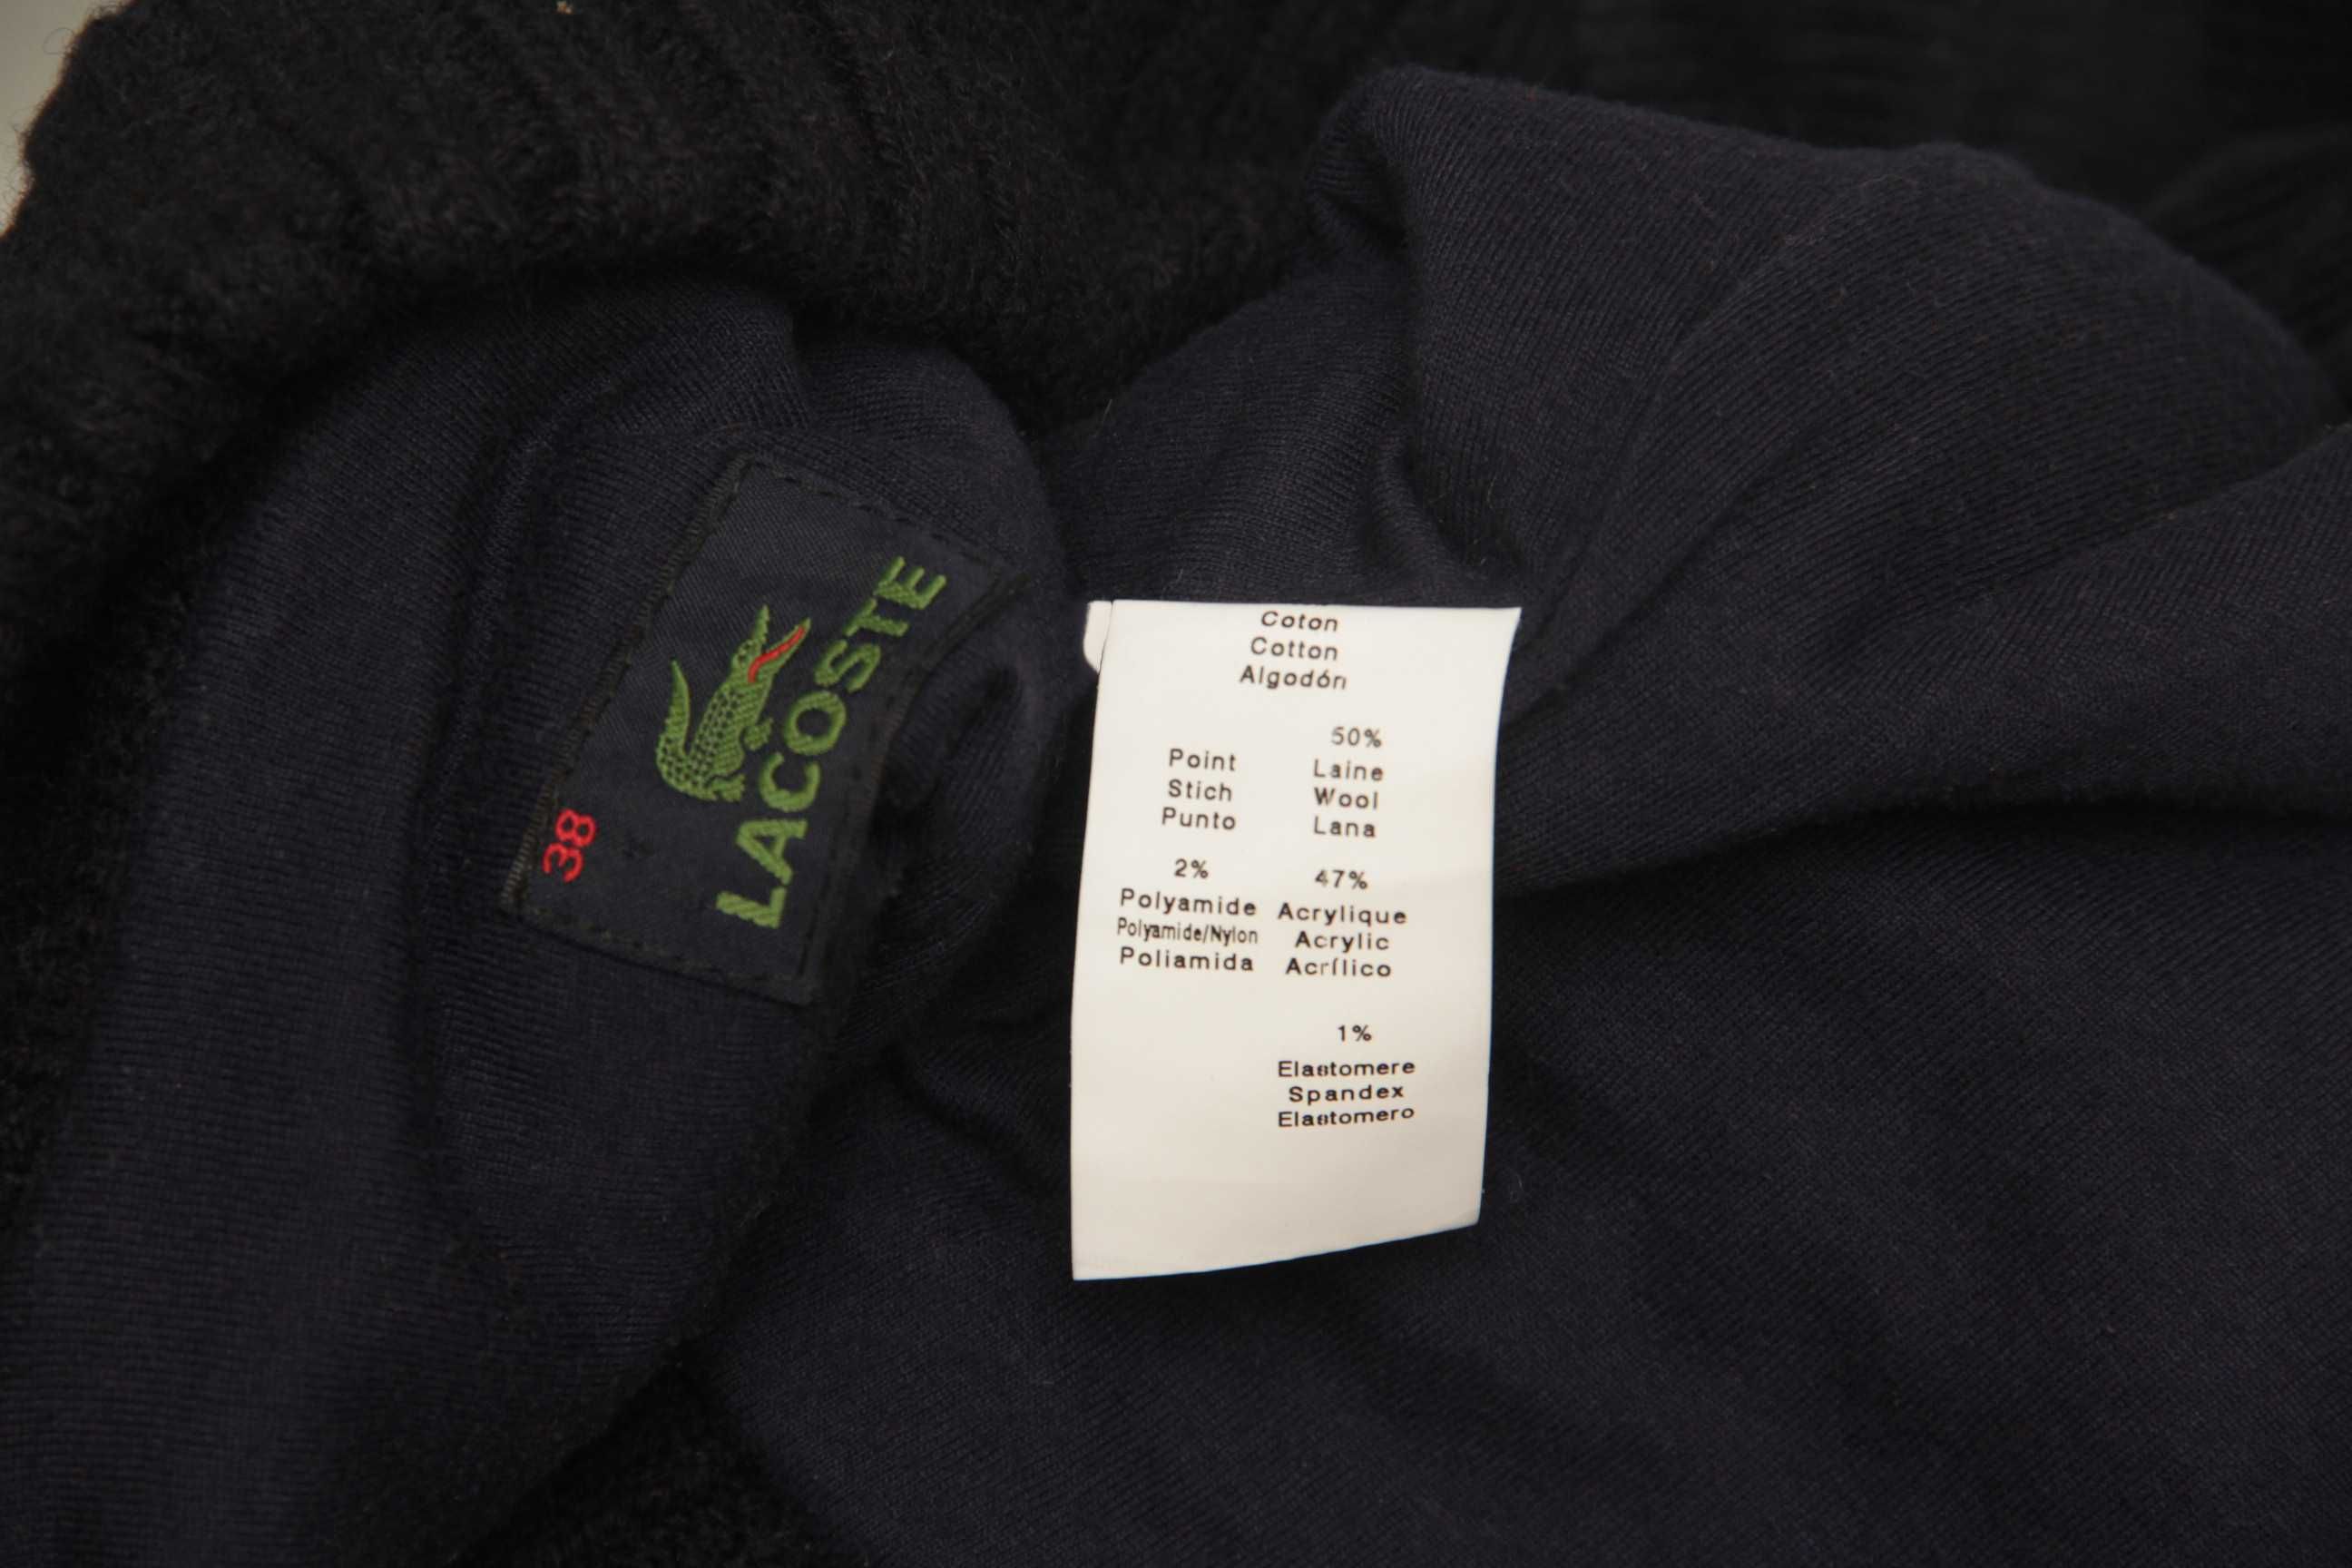 LACOSTE
38
Coton
Cotton
Algodón
50%
Point Laine
Stich Wool
Punto Lana
2% 47%
Polyamide Acrylique
Polyamide/Nylon Acrylic
Poliamida Acrílico
1%
Elastomere
Spandex
Elastomero